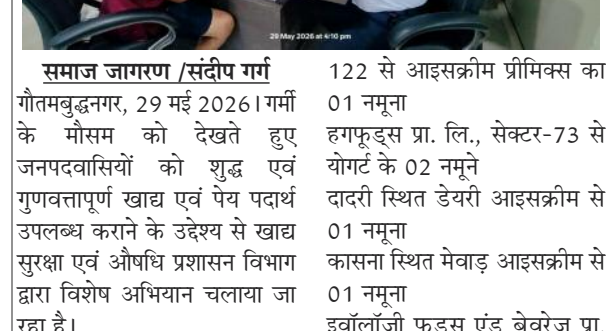 29 May 2026 at 4:10 pm
समाज जागरण /संदीप गर्ग
गौतमबुद्धनगर, 29 मई 2026।गर्मी
के मौसम को देखते हुए
जनपदवासियों को शुद्ध एवं
गुणवत्तापूर्ण खाद्य एवं पेय पदार्थ
उपलब्ध कराने के उद्देश्य से खाद्य
सुरक्षा एवं औषधि प्रशासन विभाग
द्वारा विशेष अभियान चलाया जा
रहा है।
122 से आइसक्रीम प्रीमिक्स का
01 नमूना
हगफूड्स प्रा. लि., सेक्टर-73 से
योगर्ट के 02 नमूने
दादरी स्थित डेयरी आइसक्रीम से
01 नमूना
कासना स्थित मेवाड़ आइसक्रीम से
01 नमूना
इवॉलॉजी फूड्स एंड बेवरेज प्रा.